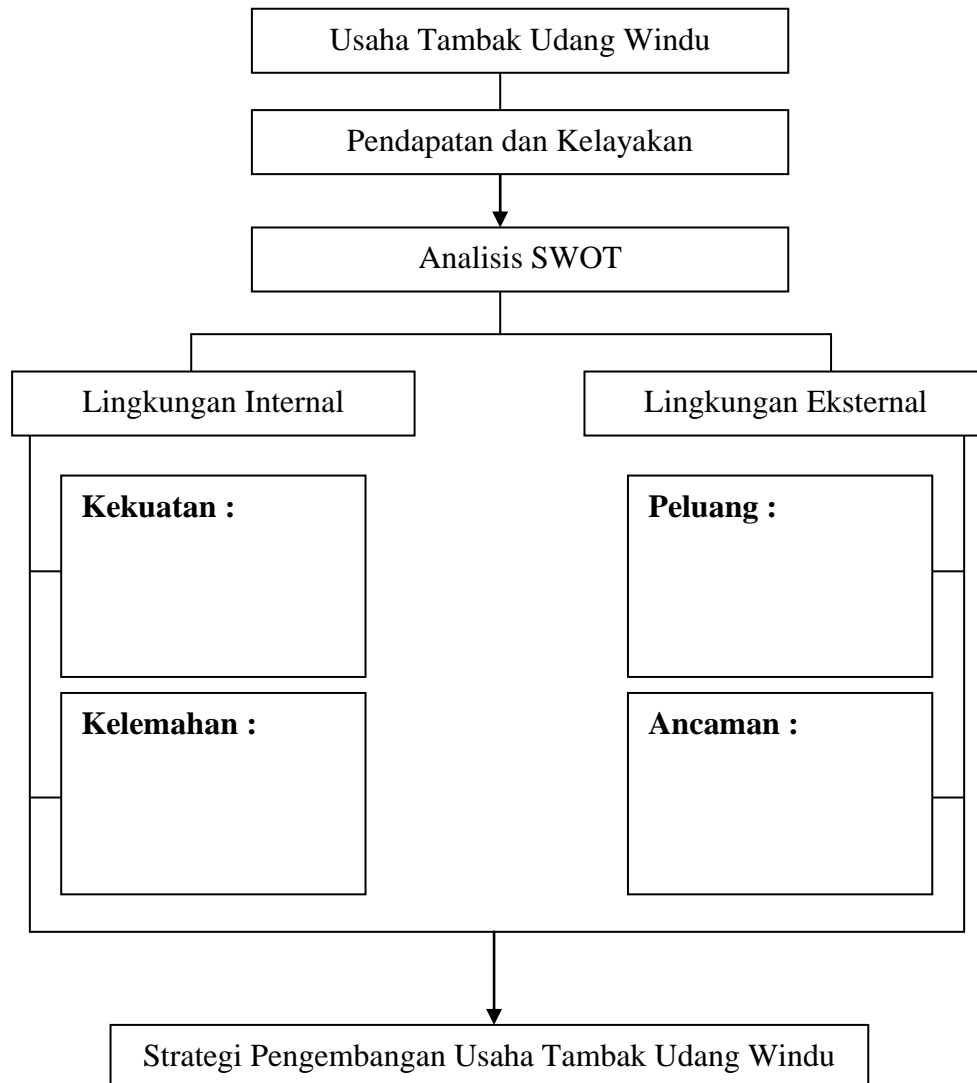 Usaha Tambak Udang Windu
Pendapatan dan Kelayakan
Analisis SWOT
Lingkungan Internal
Lingkungan Eksternal
Kekuatan :
Peluang :
Kelemahan :
Ancaman :
Strategi Pengembangan Usaha Tambak Udang Windu